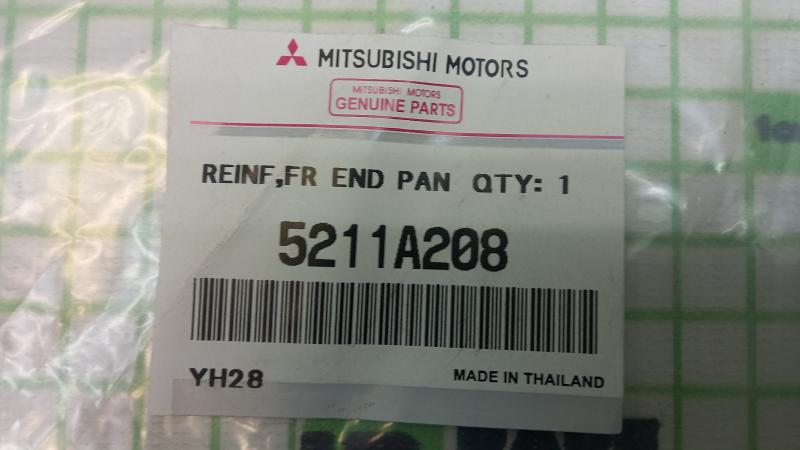 MITSUBISHI MOTORS
MITSUBISHI MOTORS
GENUINE PARTS
REINF,FR END PAN QTY: 1
5211A208
YH28
MADE IN THAILAND